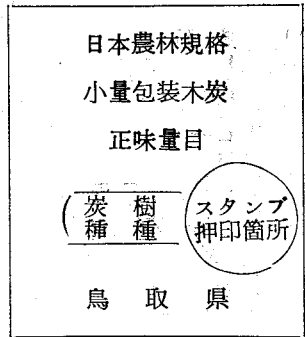 日本農林規格
小量包装木炭
正味量目
(炭種 樹種
スタンプ
押印箇所
鳥取県